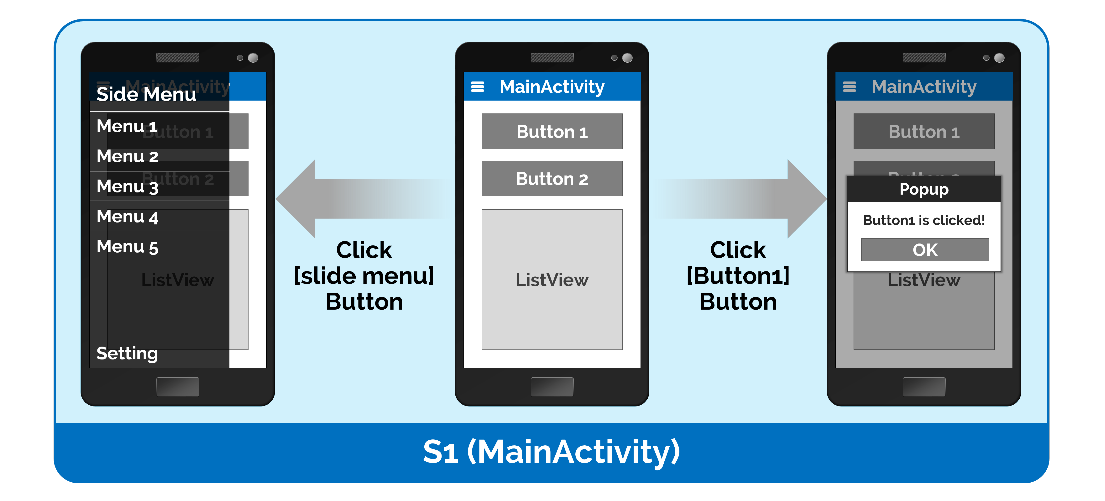 MainActivity
Side Menu
Menu 1
Button 1
Menu 2
Button 2
Menu 3
Menu 4
Menu 5
ListView
Setting
Click
[slide menu]
Button
MainActivity
Button 1
Button 2
ListView
Click
[Button1]
Button
MainActivity
Button 1
Button 2
Popup
Button1 is clicked!
OK
ListView
S1 (MainActivity)